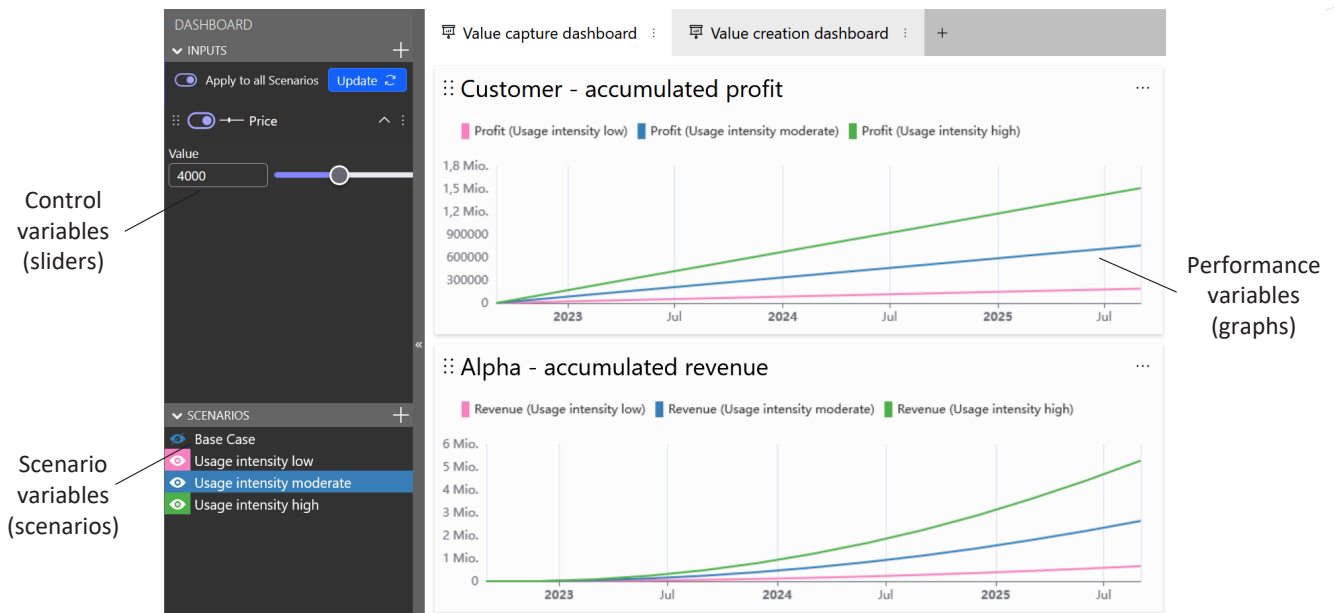 DASHBOARD
INPUTS
Apply to all Scenarios
Update
Price
Value
4000
SCENARIOS
Base Case
Usage intensity low
Usage intensity moderate
Usage intensity high
Control
variables
(sliders)
Scenario
variables
(scenarios)
Value capture dashboard
Value creation dashboard
Customer - accumulated profit
Profit (Usage intensity low) Profit (Usage intensity moderate) Profit (Usage intensity high)
1,8 Mio.
1,5 Mio.
1,2 Mio.
900000
600000
300000
0
2023 Jul 2024 Jul 2025 Jul
Alpha - accumulated revenue
Revenue (Usage intensity low) Revenue (Usage intensity moderate) Revenue (Usage intensity high)
6 Mio.
5 Mio.
4 Mio.
3 Mio.
2 Mio.
1 Mio.
0
2023 Jul 2024 Jul 2025 Jul
Performance
variables
(graphs)